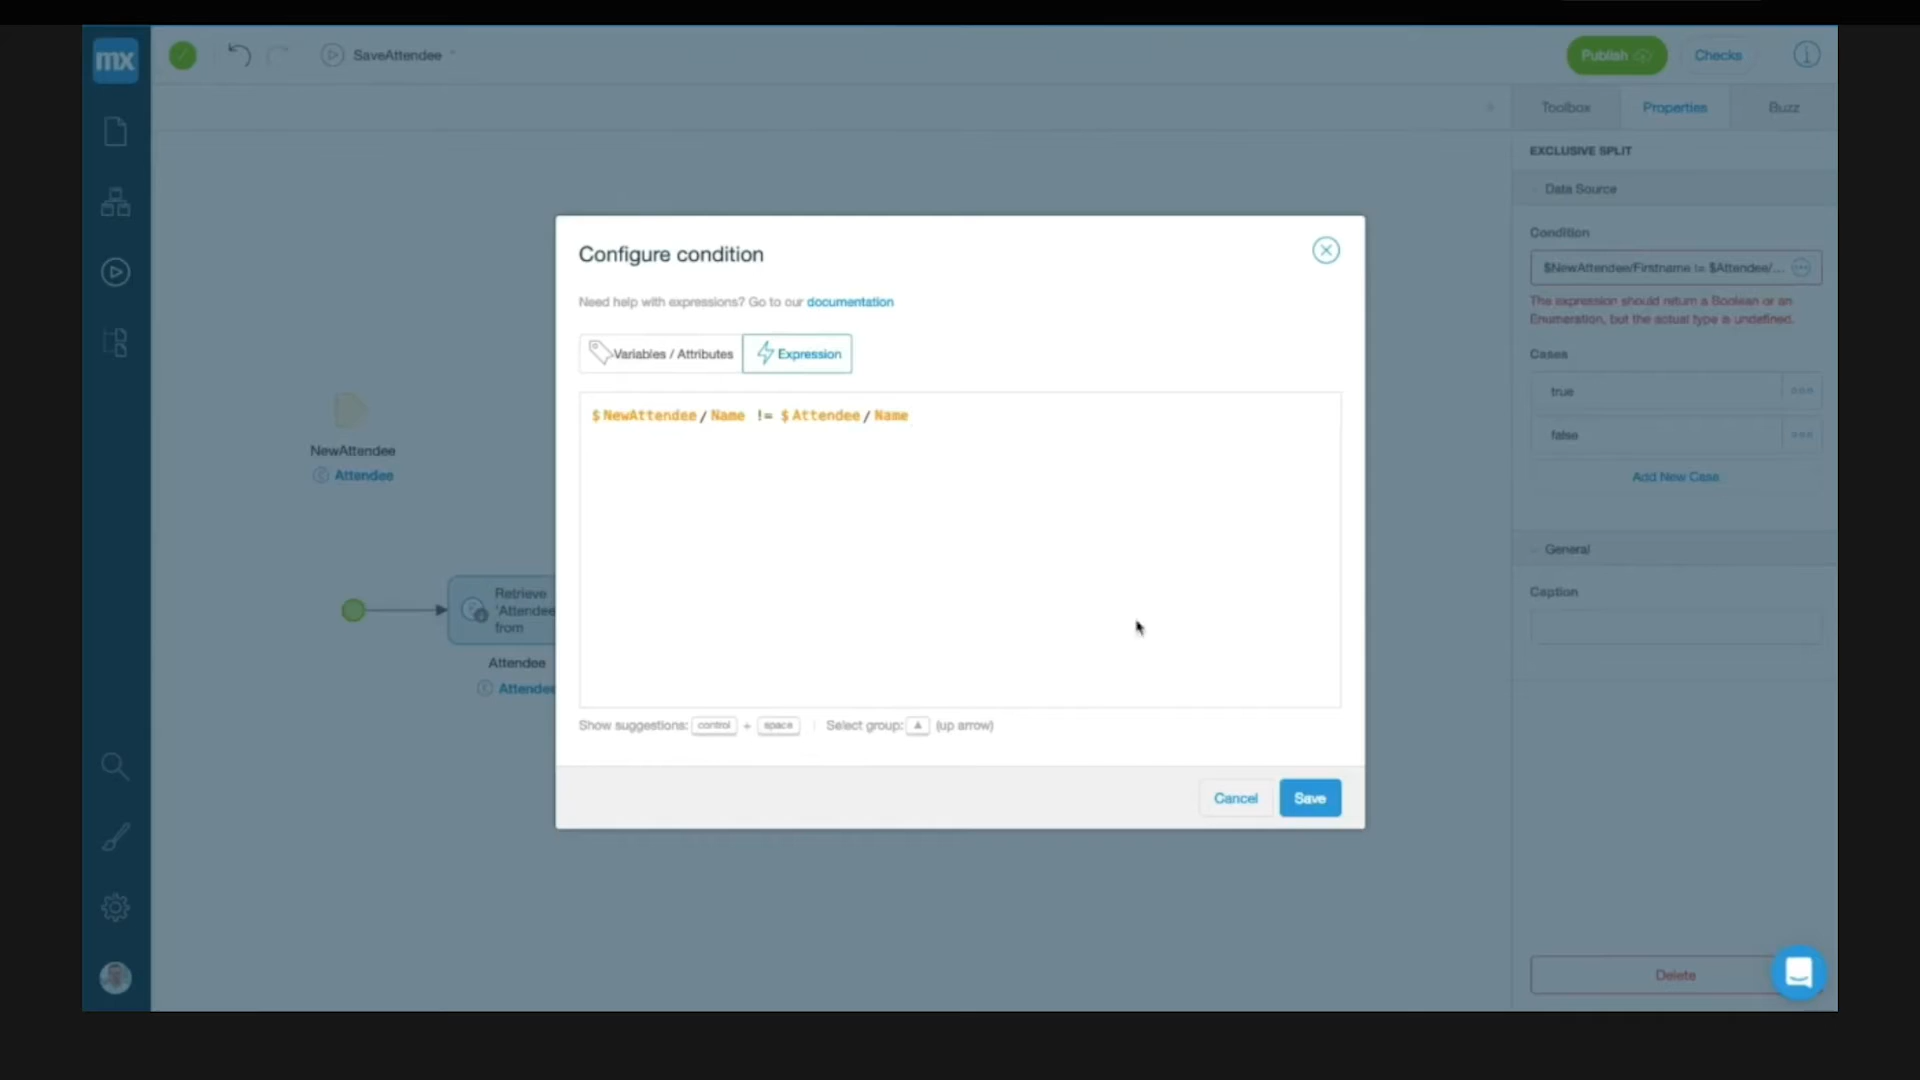 mx
SaveAttendee
Publish
Checks
Toolbox
Properties
Buzz
EXCLUSIVE SPLIT
Data Source
Condition
$NewAttendee/Firstname != $Attendee/...
The expression should return a Boolean or an
Enumeration, but the actual type is undefined.
Cases
true
false
Add New Case
General
Caption
Delete
NewAttendee
Attendee
Retrieve
'Attendee
from
Attendee
Attendee
Configure condition
Need help with expressions? Go to our documentation
Variables / Attributes
Expression
$NewAttendee/Name != $Attendee/Name
Show suggestions: control + space | Select group: ▲ (up arrow)
Cancel
Save